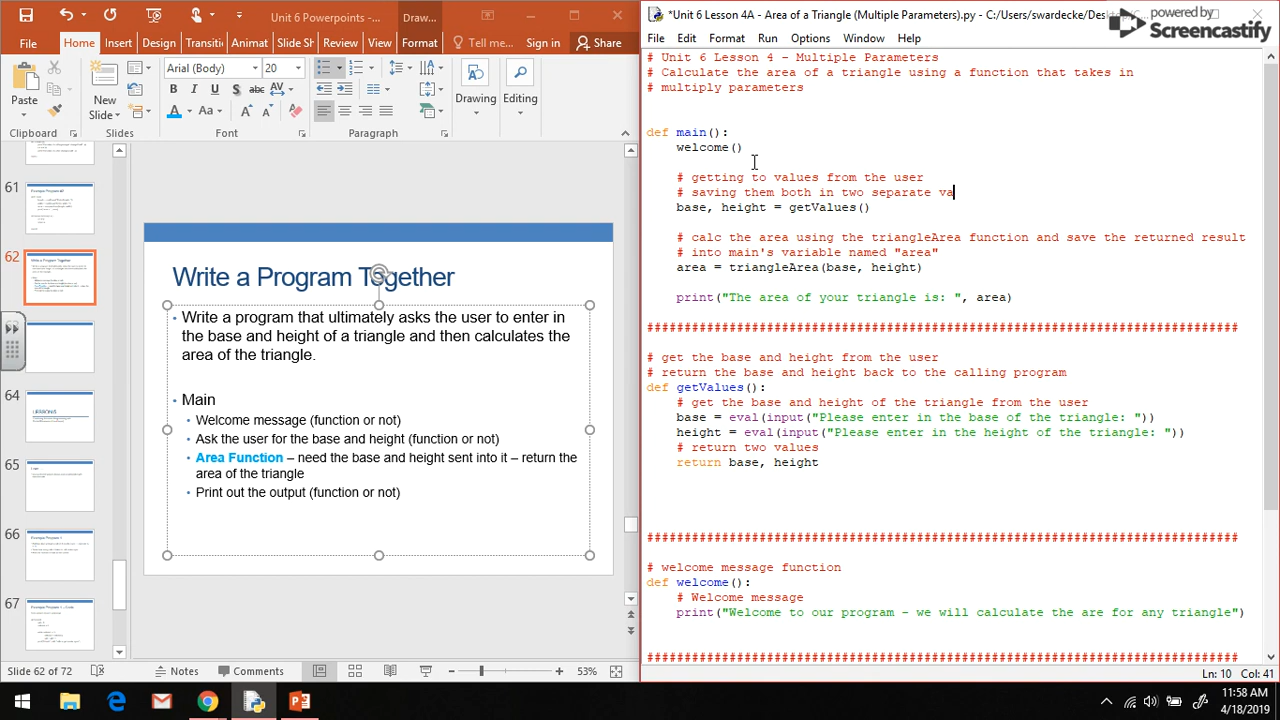 Unit 6 Powerpoints - ...
Draw...
File Home Insert Design Transiti Animat Slide Sh Review View Format Tell me... Sign in Share
Paste
New
Slide
Arial (Body) 20
B I U S abc AV
Aa A A A
Drawing
Editing
Clipboard Slides Font Paragraph
61
62
64
65
66
67
Write a Program Together
• Write a program that ultimately asks the user to enter in
the base and height of a triangle and then calculates the
area of the triangle.
• Main
• Welcome message (function or not)
• Ask the user for the base and height (function or not)
• Area Function – need the base and height sent into it – return the
area of the triangle
• Print out the output (function or not)
Slide 62 of 72 Notes Comments 53%
*Unit 6 Lesson 4A - Area of a Triangle (Multiple Parameters).py - C:/Users/swardecke/Desktop/
powered by
Screencastify
File Edit Format Run Options Window Help
# Unit 6 Lesson 4 - Multiple Parameters
# Calculate the area of a triangle using a function that takes in
# multiply parameters
def main():
welcome()
# getting to values from the user
# saving them both in two separate va
base, height = getValues()
# calc the area using the triangleArea function and save the returned result
# into main's variable named "area"
area = triangleArea(base, height)
print("The area of your triangle is: ", area)
################################################################################
# get the base and height from the user
# return the base and height back to the calling program
def getValues():
# get the base and height of the triangle from the user
base = eval(input("Please enter in the base of the triangle: "))
height = eval(input("Please enter in the height of the triangle: "))
# return two values
return base, height
################################################################################
# welcome message function
def welcome():
# Welcome message
print("Welcome to our program - we will calculate the are for any triangle")
################################################################################
Ln: 10 Col: 41
11:58 AM
4/18/2019